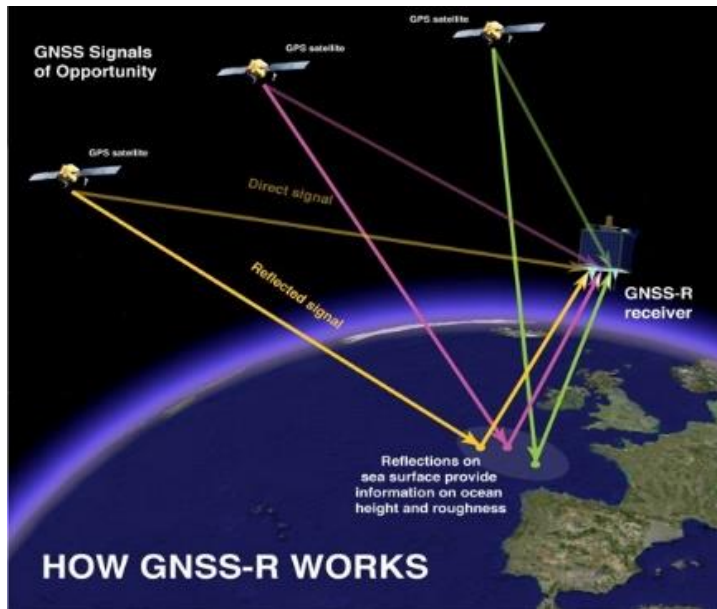 GNSS Signals
of Opportunity
GPS satellite
GPS satellite
GPS satellite
Direct signal
Reflected signal
GNSS-R
receiver
Reflections on
sea surface provide
information on ocean
height and roughness
HOW GNSS-R WORKS